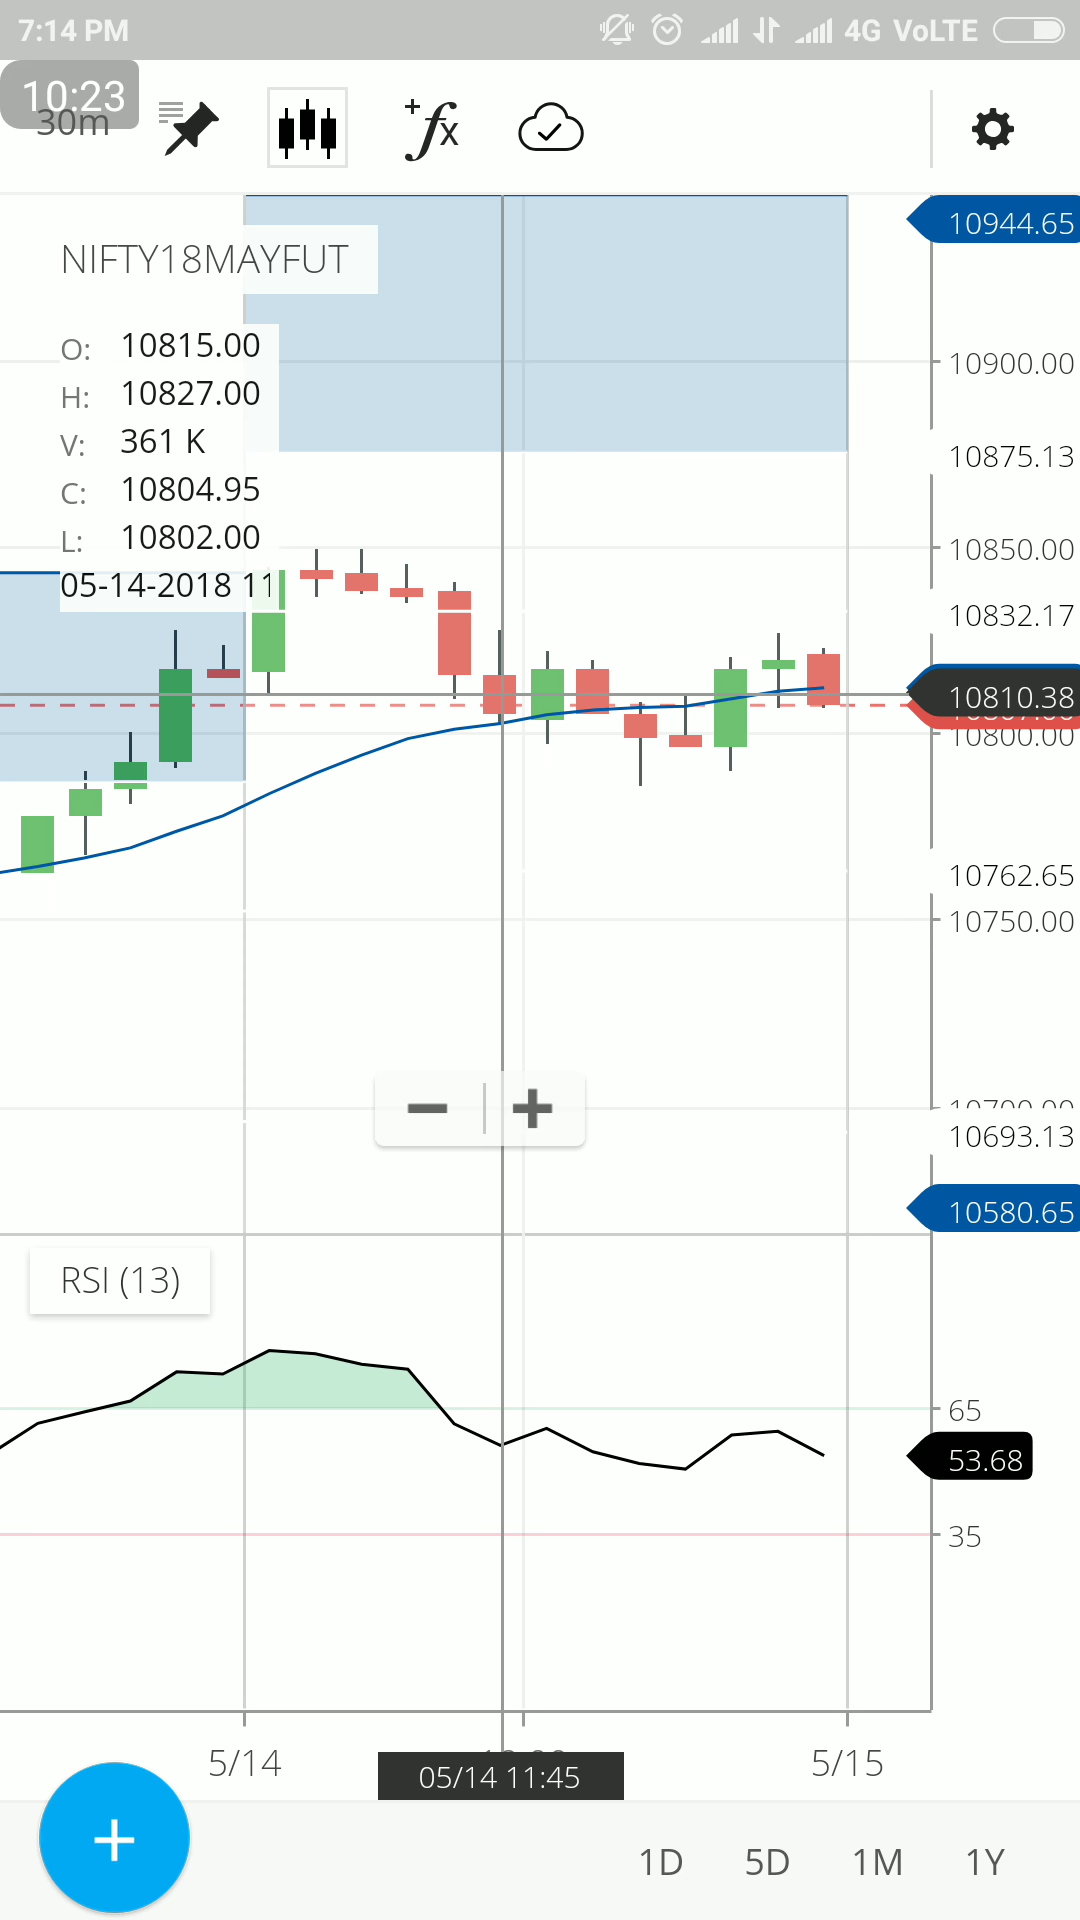 7:14 PM 4G VoLTE
10:23
30m
+fx
10944.65
NIFTY18MAYFUT
O: 10815.00
10900.00
H: 10827.00
V: 361 K
10875.13
C: 10804.95
L: 10802.00
10850.00
05-14-2018 11
10832.17
10810.38
10800.00
10762.65
10750.00
10693.13
10580.65
RSI (13)
65
53.68
35
5/14
5/15
05/14 11:45
1D 5D 1M 1Y